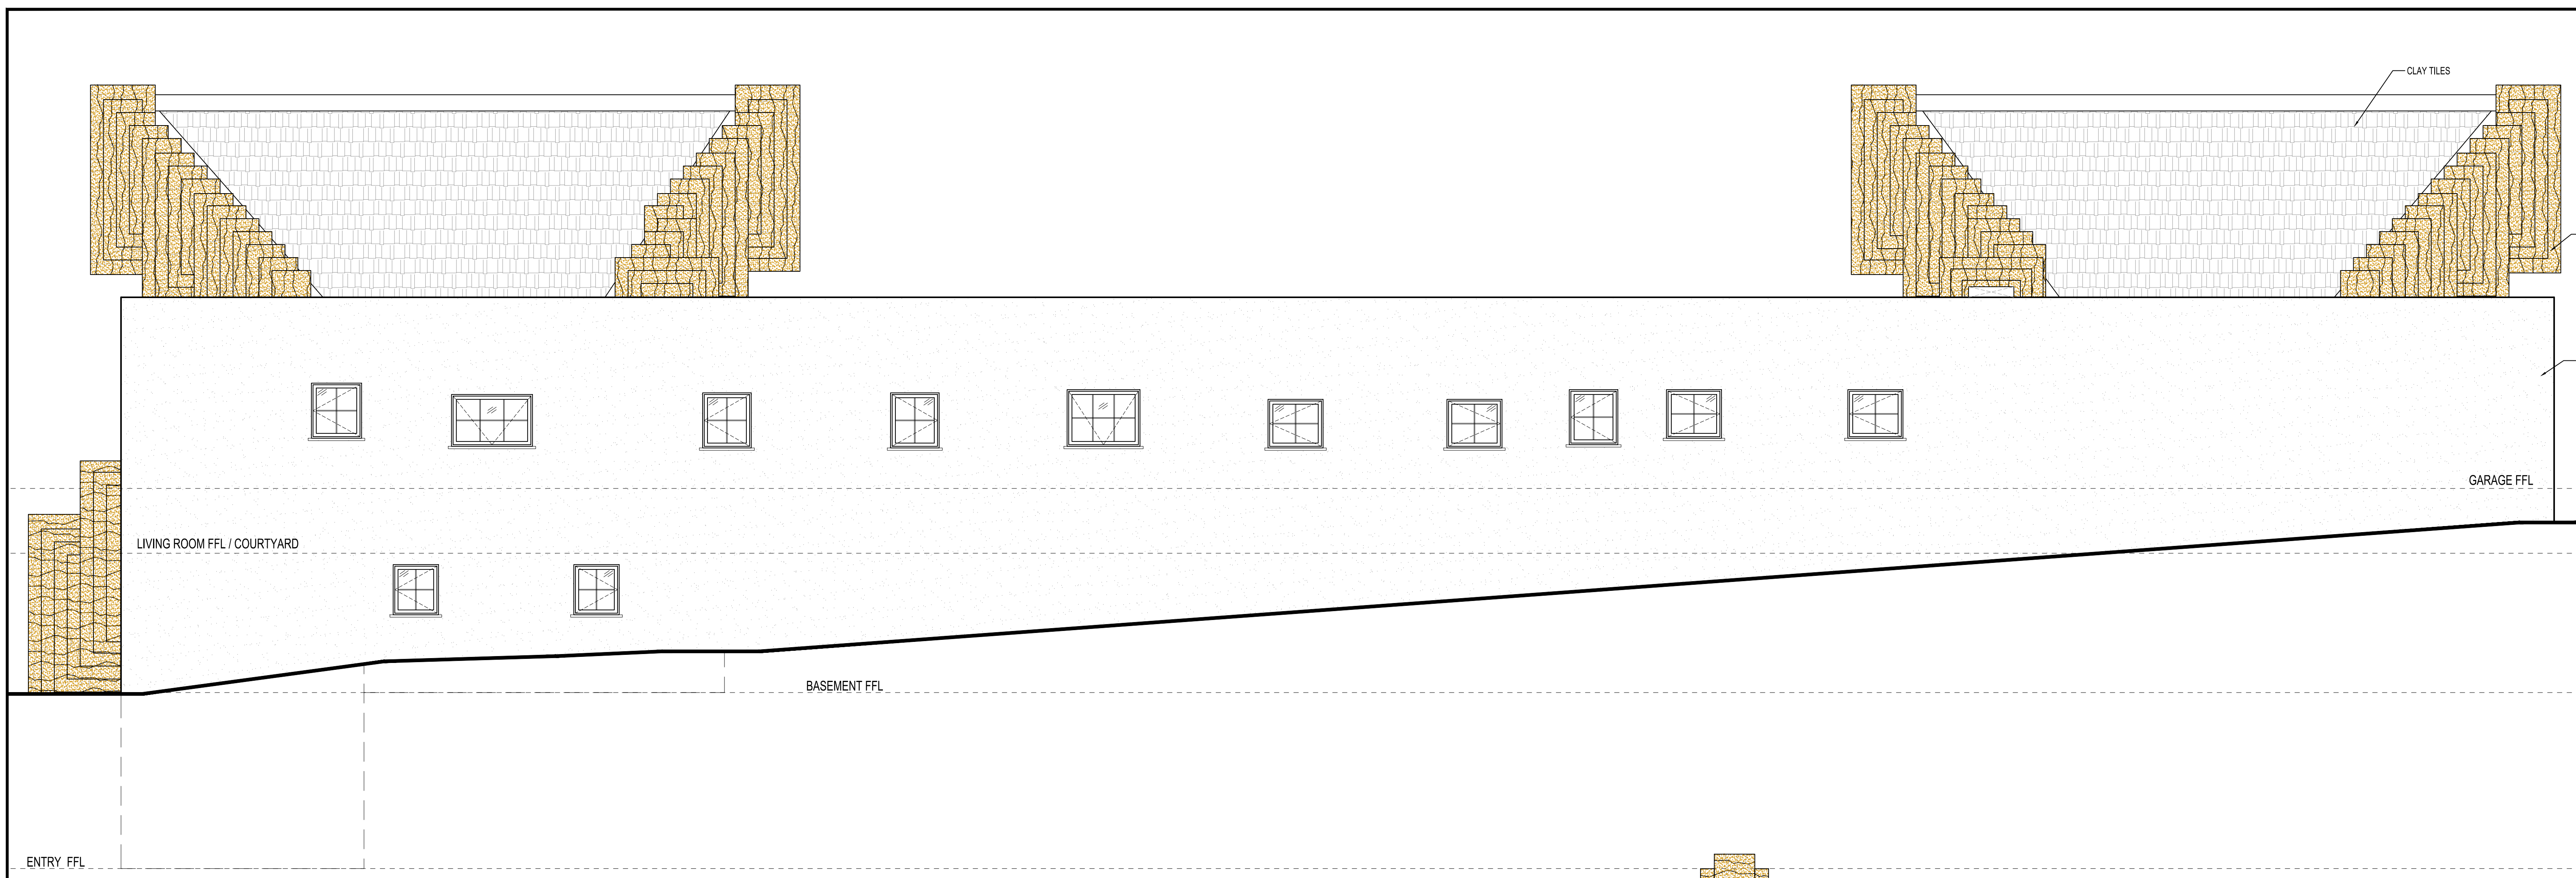 CLAY TILES
GARAGE FFL
LIVING ROOM FFL / COURTYARD
BASEMENT FFL
ENTRY FFL